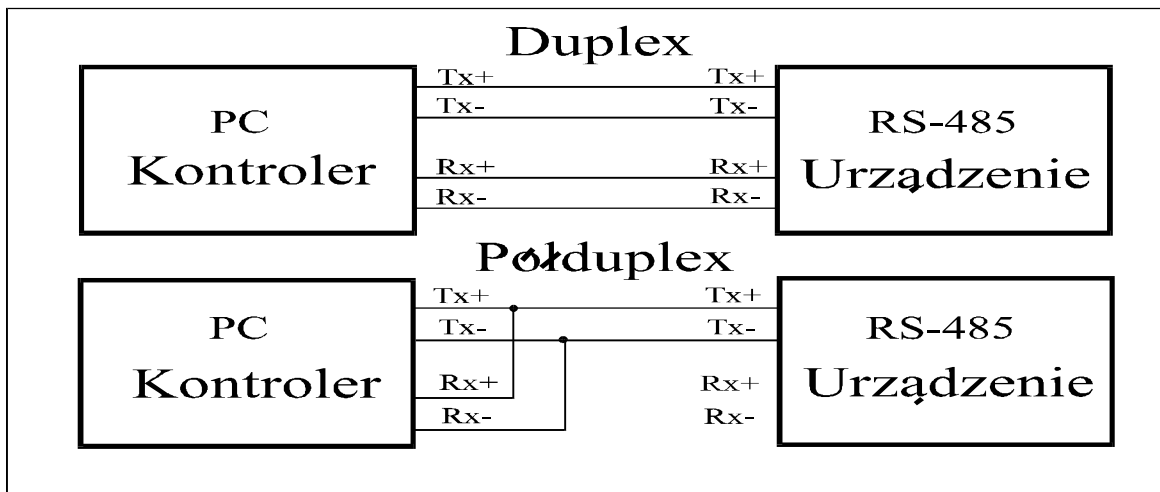 Duplex
Tx+ Tx+
PC Tx- Tx- RS-485
Kontroler Rx+ Rx+ Urządzenie
Rx- Rx-
Półduplex
Tx+ Tx+
PC Tx- Tx- RS-485
Kontroler Rx+ Rx+ Urządzenie
Rx- Rx-